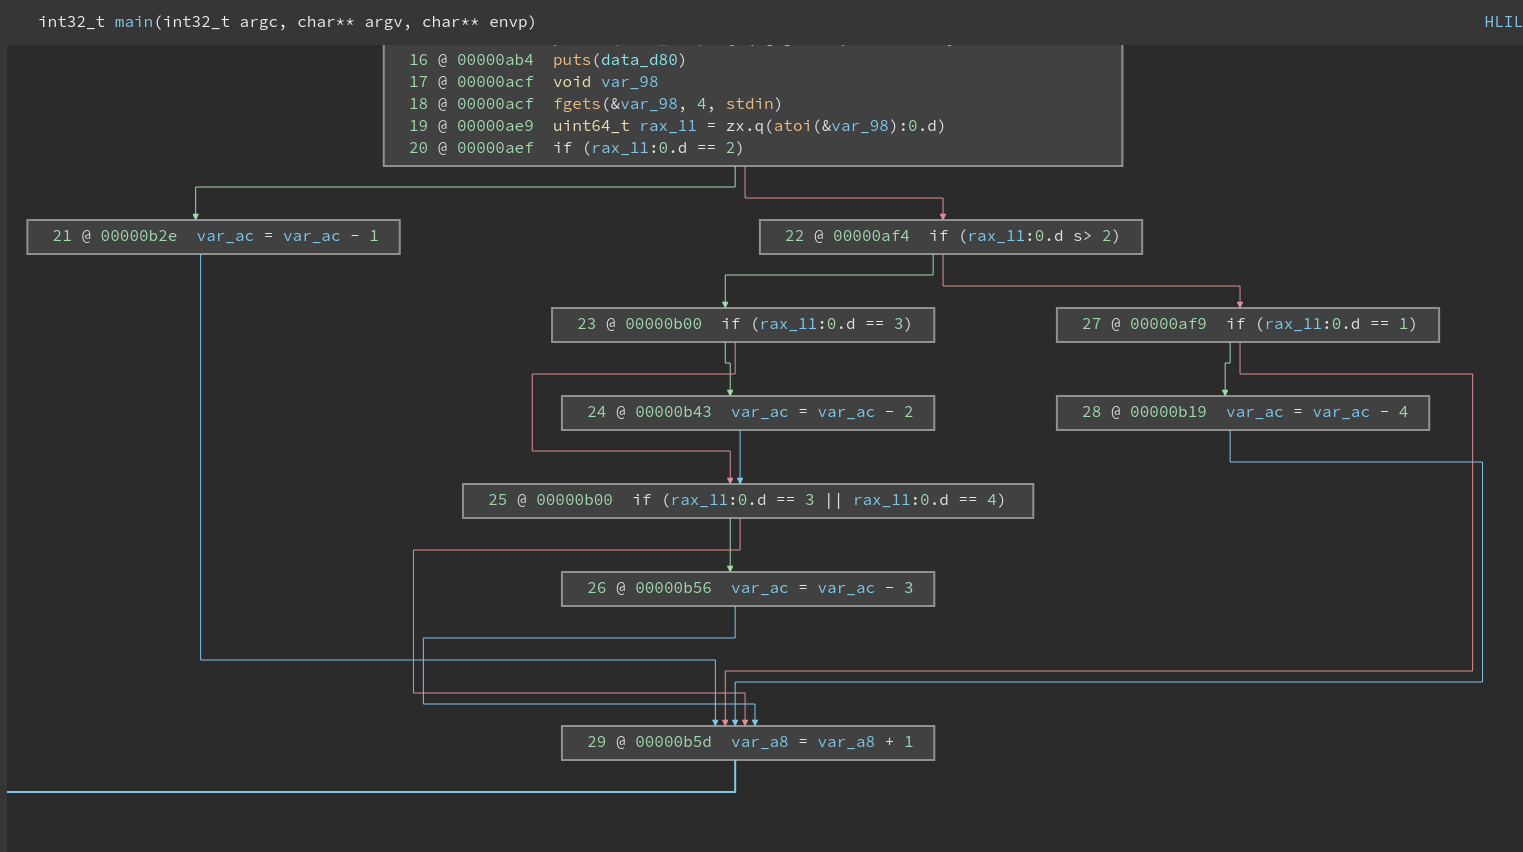 int32_t main(int32_t argc, char** argv, char** envp)
HLIL
16 @ 00000ab4  puts(data_d80)
17 @ 00000acf  void var_98
18 @ 00000acf  fgets(&var_98, 4, stdin)
19 @ 00000ae9  uint64_t rax_11 = zx.q(atoi(&var_98):0.d)
20 @ 00000aef  if (rax_11:0.d == 2)
21 @ 00000b2e  var_ac = var_ac - 1
22 @ 00000af4  if (rax_11:0.d s> 2)
23 @ 00000b00  if (rax_11:0.d == 3)
27 @ 00000af9  if (rax_11:0.d == 1)
24 @ 00000b43  var_ac = var_ac - 2
28 @ 00000b19  var_ac = var_ac - 4
25 @ 00000b00  if (rax_11:0.d == 3 || rax_11:0.d == 4)
26 @ 00000b56  var_ac = var_ac - 3
29 @ 00000b5d  var_a8 = var_a8 + 1